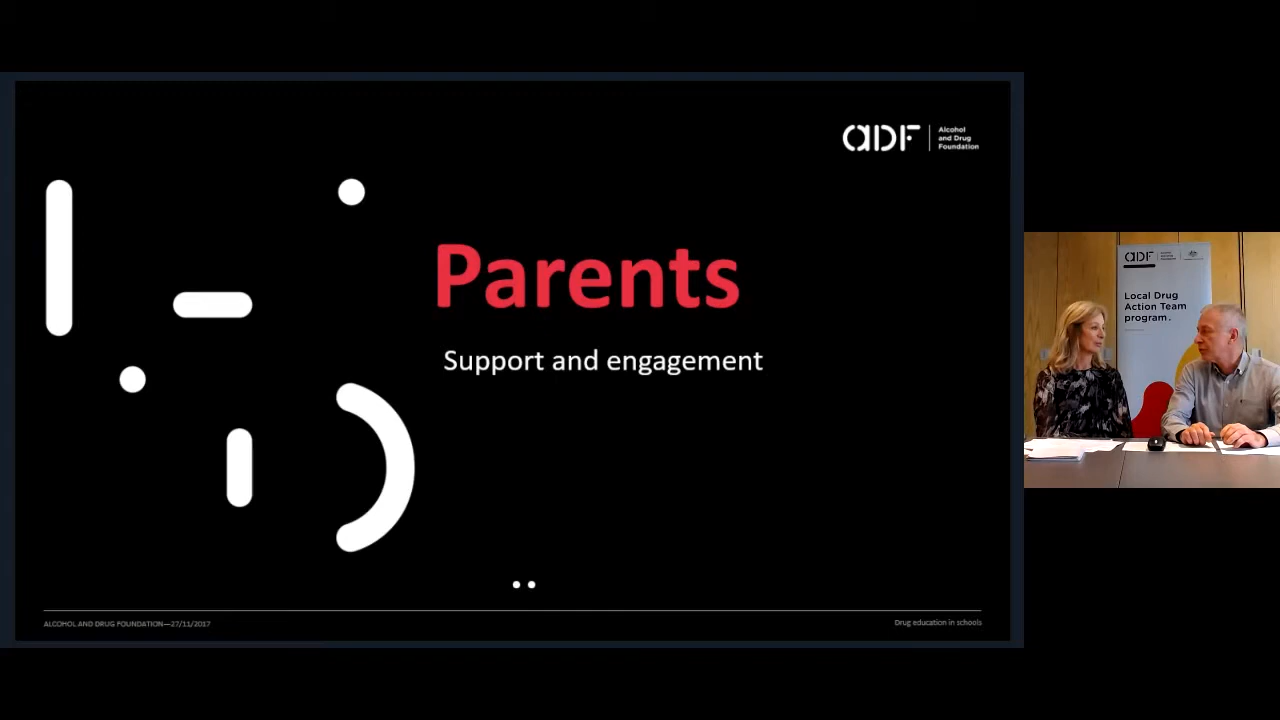 aDF
Alcohol
and Drug
Foundation
Parents
Support and engagement
ALCOHOL AND DRUG FOUNDATION—27/11/2017
Drug education in schools
aDF
Local Drug
Action Team
program.